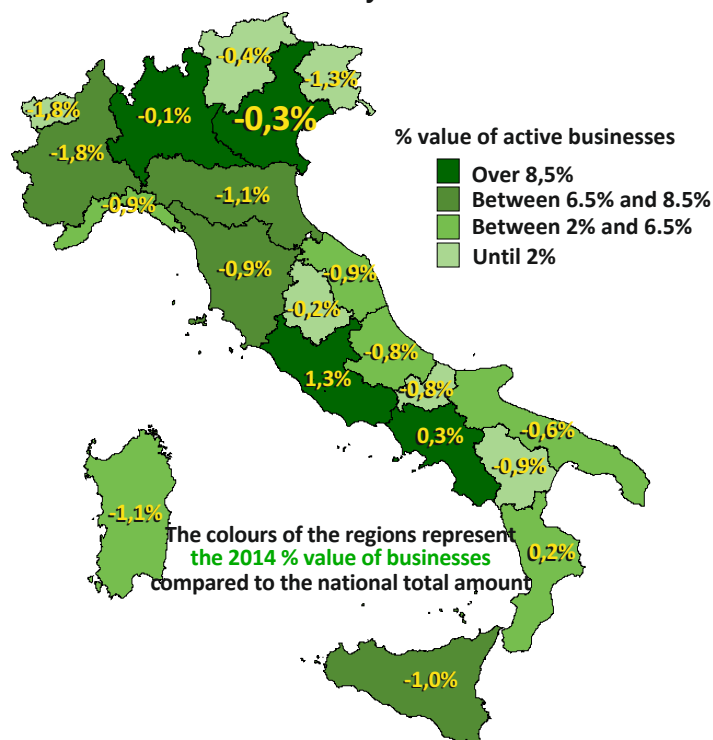 -0,4%
-1,3%
-1,8%
-0,1%
-0,3%
% value of active businesses
-1,8%
Over 8,5%
-1,1%
Between 6.5% and 8.5%
-0,9%
Between 2% and 6.5%
Until 2%
-0,9%
-0,9%
-0,2%
-0,8%
1,3%
-0,8%
0,3%
-0,6%
-0,9%
-1,1%
The colours of the regions represent
the 2014 % value of businesses
compared to the national total amount
0,2%
-1,0%